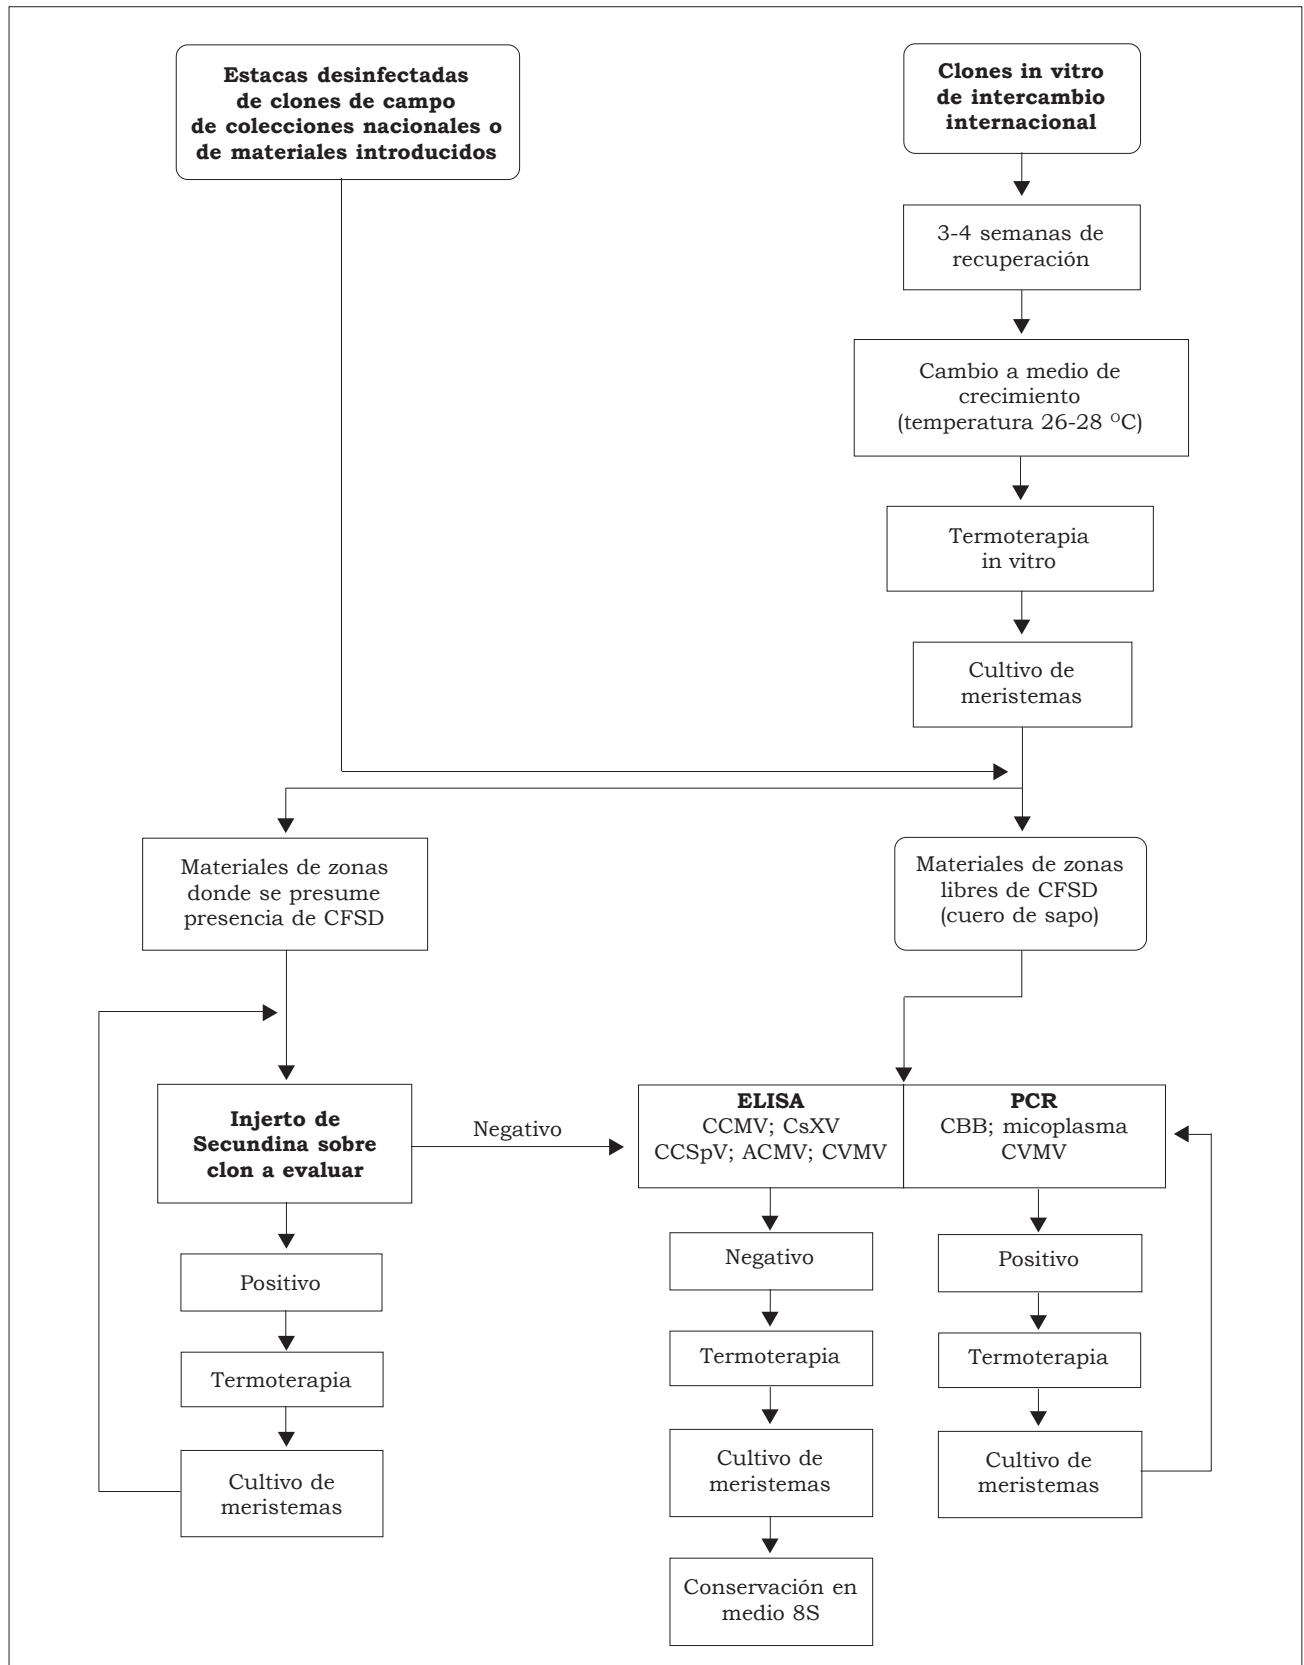 Estacas desinfectadas
de clones de campo
de colecciones nacionales o
de materiales introducidos
Clones in vitro
de intercambio
internacional
3-4 semanas de
recuperación
Cambio a medio de
crecimiento
(temperatura 26-28 °C)
Termoterapia
in vitro
Cultivo de
meristemas
Materiales de zonas
donde se presume
presencia de CFSD
Materiales de zonas
libres de CFSD
(cuero de sapo)
Injerto de
Secundina sobre
clon a evaluar
Negativo
ELISA
CCMV; CsXV
CCSpV; ACMV; CVMV
PCR
CBB; micoplasma
CVMV
Positivo
Termoterapia
Cultivo de
meristemas
Negativo
Termoterapia
Cultivo de
meristemas
Conservación en
medio 8S
Positivo
Termoterapia
Cultivo de
meristemas